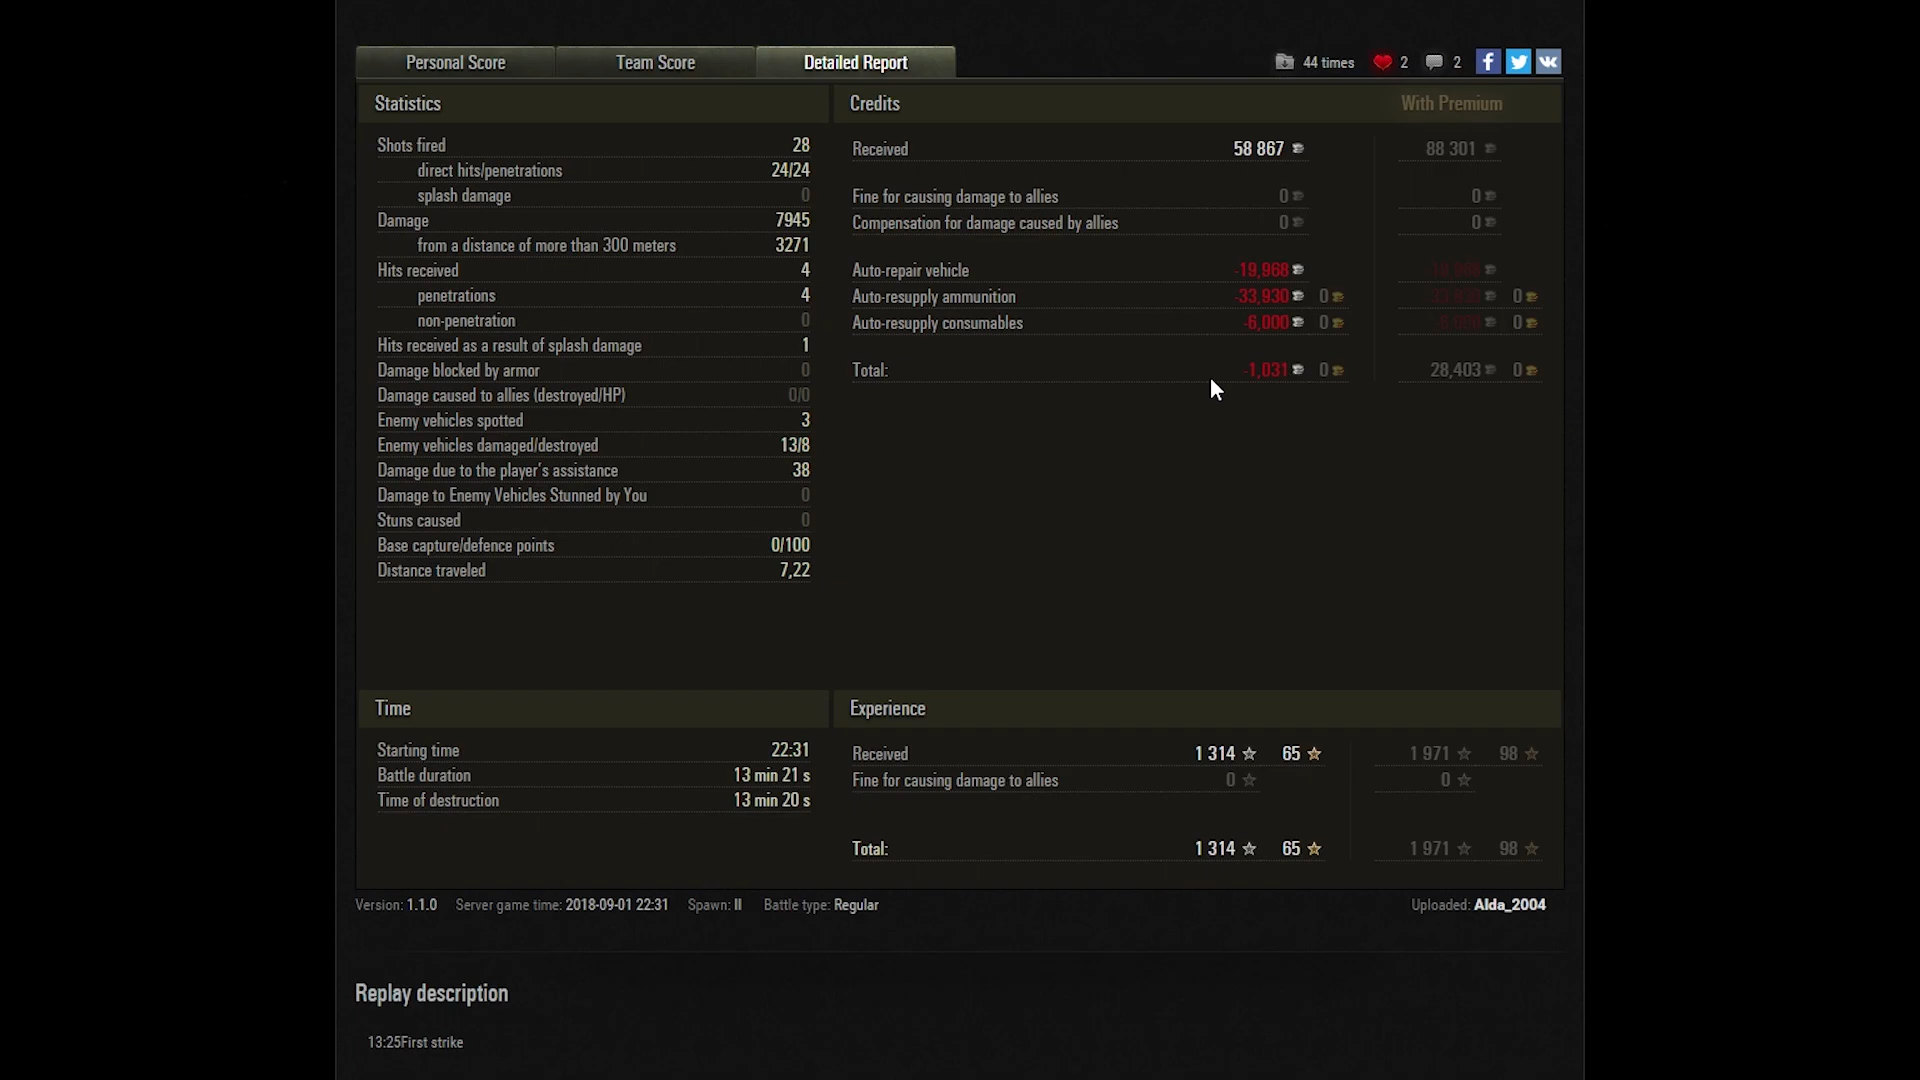 Personal Score Team Score Detailed Report 44 times 2 2
Statistics
Shots fired 28
direct hits/penetrations 24/24
splash damage 0
Damage 7945
from a distance of more than 300 meters 3271
Hits received 4
penetrations 4
non-penetration 0
Hits received as a result of splash damage 1
Damage blocked by armor 0
Damage caused to allies (destroyed/HP) 0/0
Enemy vehicles spotted 3
Enemy vehicles damaged/destroyed 13/8
Damage due to the player's assistance 38
Damage to Enemy Vehicles Stunned by You 0
Stuns caused 0
Base capture/defence points 0/100
Distance traveled 7,22
Credits With Premium
Received 58 867 88 301
Fine for causing damage to allies 0 0
Compensation for damage caused by allies 0 0
Auto-repair vehicle -19,968 -19,968
Auto-resupply ammunition -33,930 0 -33,930 0
Auto-resupply consumables -6,000 0 -6,000 0
Total: -1,031 0 28,403 0
Time
Starting time 22:31
Battle duration 13 min 21 s
Time of destruction 13 min 20 s
Experience
Received 1 314 65 1 971 98
Fine for causing damage to allies 0 0
Total: 1 314 65 1 971 98
Version: 1.1.0 Server game time: 2018-09-01 22:31 Spawn: II Battle type: Regular Uploaded: Alda_2004
Replay description
13:25First strike